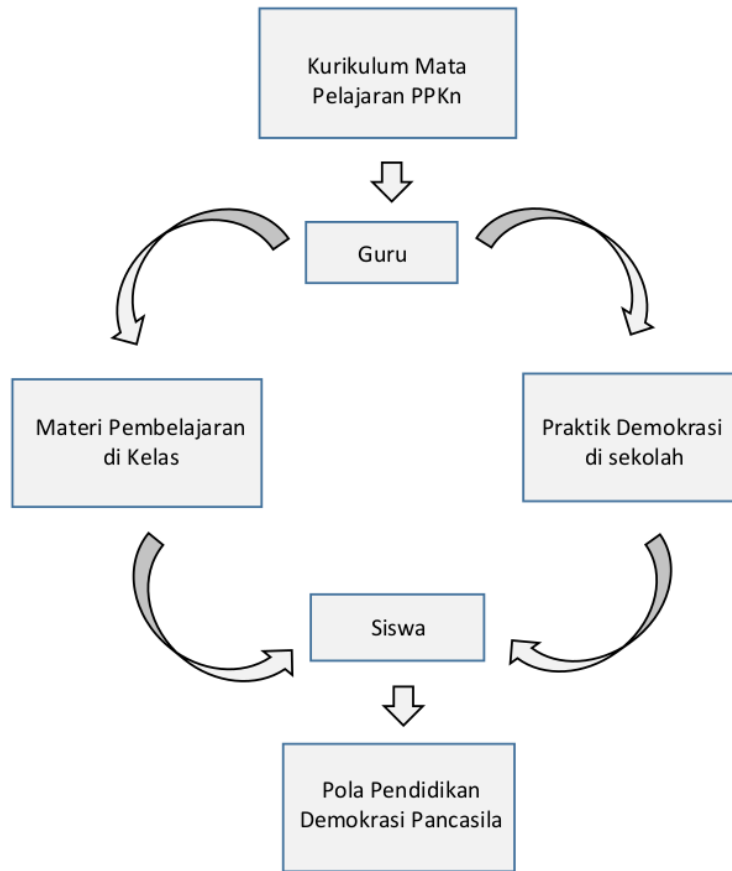 Kurikulum Mata
Pelajaran PPKn
Guru
Materi Pembelajaran
di Kelas
Praktik Demokrasi
di sekolah
Siswa
Pola Pendidikan
Demokrasi Pancasila